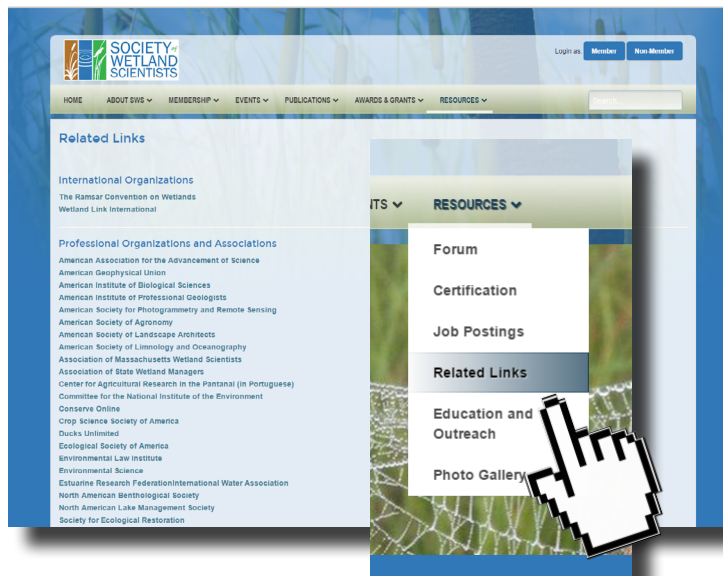 SOCIETY of
WETLAND
SCIENTISTS
Login as: Member Non-Member
HOME ABOUT SWS MEMBERSHIP EVENTS PUBLICATIONS AWARDS & GRANTS RESOURCES
Search...
Related Links
International Organizations
The Ramsar Convention on Wetlands
Wetland Link International
Professional Organizations and Associations
American Association for the Advancement of Science
American Geophysical Union
American Institute of Biological Sciences
American Institute of Professional Geologists
American Society for Photogrammetry and Remote Sensing
American Society of Agronomy
American Society of Landscape Architects
American Society of Limnology and Oceanography
Association of Massachusetts Wetland Scientists
Association of State Wetland Managers
Center for Agricultural Research in the Pantanal (in Portuguese)
Committee for the National Institute of the Environment
Conserve Online
Crop Science Society of America
Ducks Unlimited
Ecological Society of America
Environmental Law Institute
Environmental Science
Estuarine Research FederationInternational Water Association
North American Benthological Society
North American Lake Management Society
Society for Ecological Restoration
NTS RESOURCES
Forum
Certification
Job Postings
Related Links
Education and
Outreach
Photo Gallery